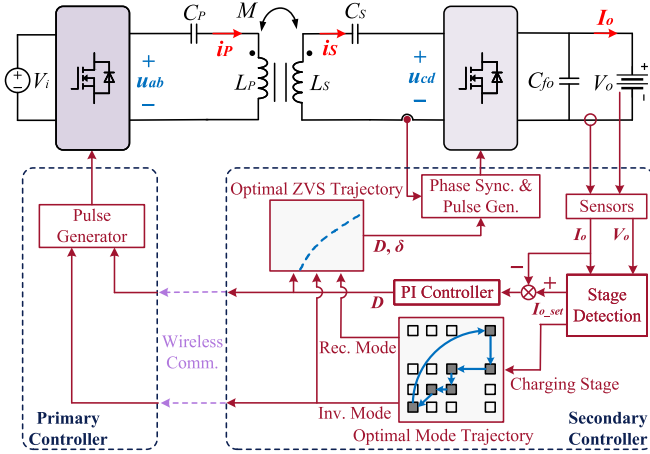 C_P
M
C_S
I_o
i_P
i_S
V_i
u_ab
L_P
L_S
u_cd
C_fo
V_o
Optimal ZVS Trajectory
Phase Sync. &
Pulse Gen.
Pulse
Generator
Sensors
D, δ
I_o
V_o
PI Controller
D
I_o_set
Stage
Detection
Wireless
Comm.
Rec. Mode
Charging Stage
Inv. Mode
Optimal Mode Trajectory
Primary
Controller
Secondary
Controller